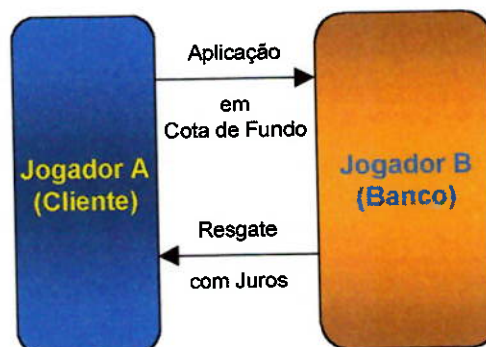 Aplicação
em
Cota de Fundo
Jogador A
(Cliente)
Jogador B
(Banco)
Resgate
com Juros